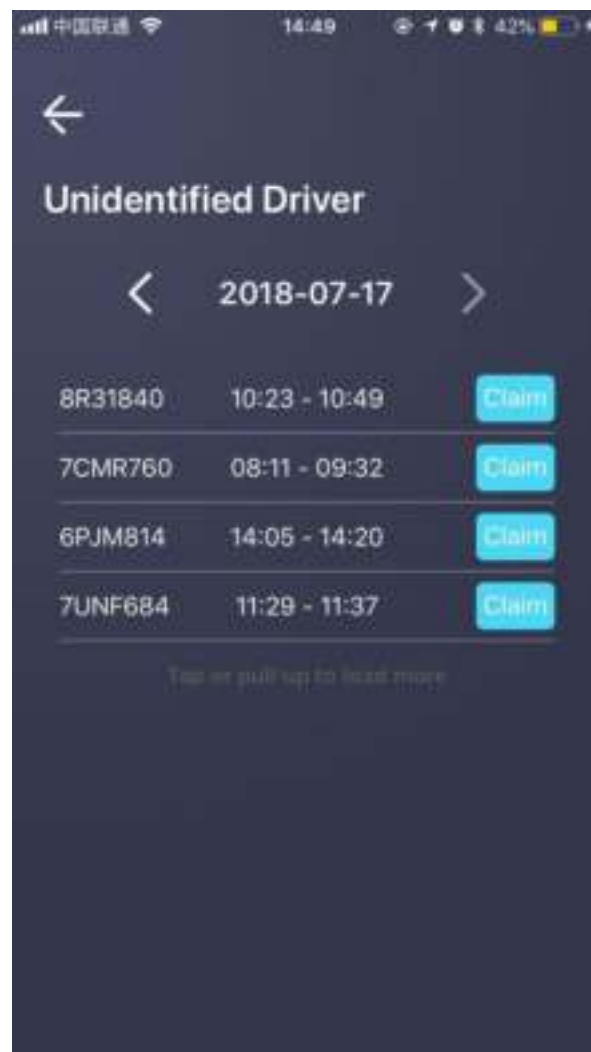 中国联通 14:49 42%
Unidentified Driver
2018-07-17
8R31840 10:23 - 10:49 Claim
7CMR760 08:11 - 09:32 Claim
6PJM814 14:05 - 14:20 Claim
7UNF684 11:29 - 11:37 Claim
Tap or pull up to load more